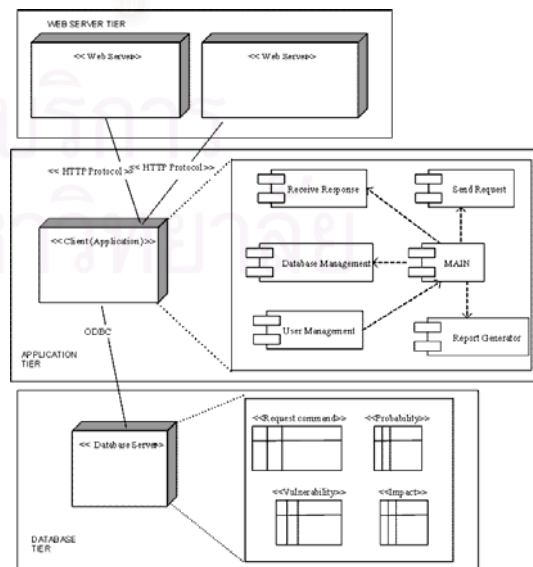 WEB SERVER TIER
<< Web Server>>
<< Web Server>>
<< HTTP Protocol >>
<< HTTP Protocol >>
<< Client (Application) >>
ODBC
APPLICATION
TIER
Receive Response
Send Request
Database Management
MAIN
User Management
Report Generator
<< Database Server>>
DATABASE
TIER
<<Request command>>
<<Probability>>
<<Vulnerability>>
<<Impact>>